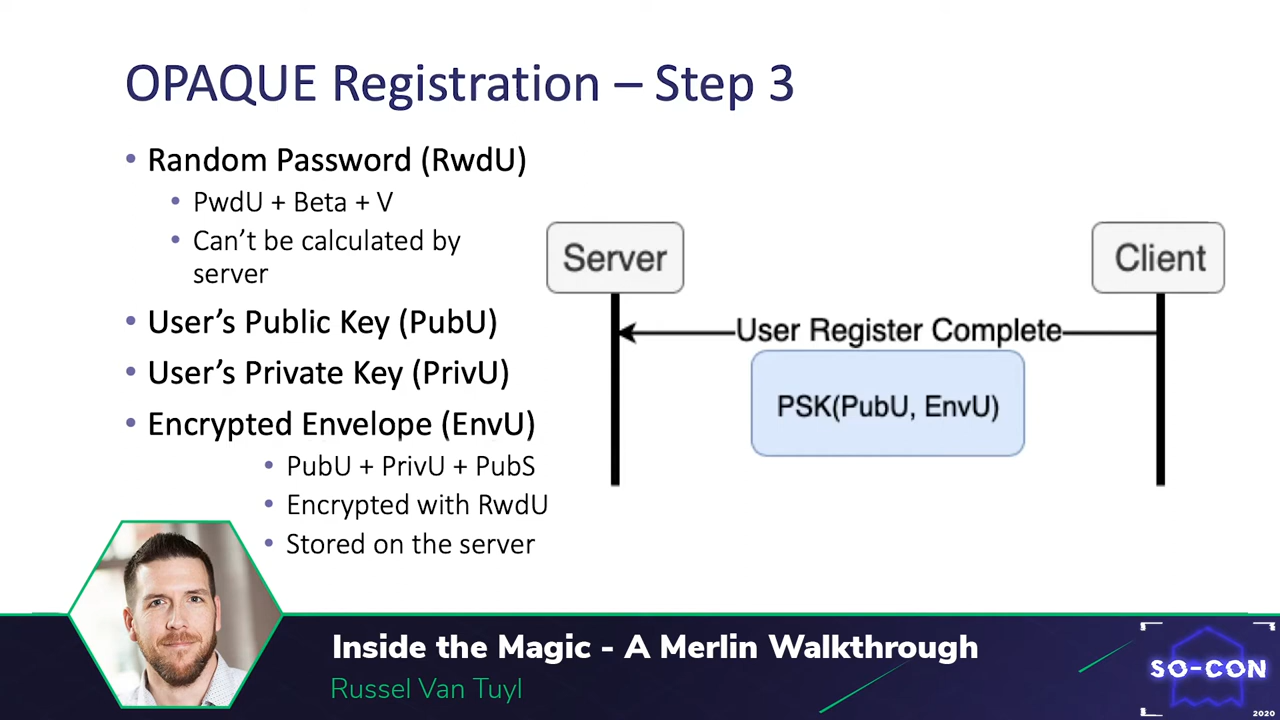 OPAQUE Registration – Step 3
• Random Password (RwdU)
• PwdU + Beta + V
• Can't be calculated by
server
• User's Public Key (PubU)
• User's Private Key (PrivU)
• Encrypted Envelope (EnvU)
• PubU + PrivU + PubS
• Encrypted with RwdU
• Stored on the server
Server
Client
User Register Complete
PSK(PubU, EnvU)
Inside the Magic - A Merlin Walkthrough
Russel Van Tuyl
SO-CON
2020